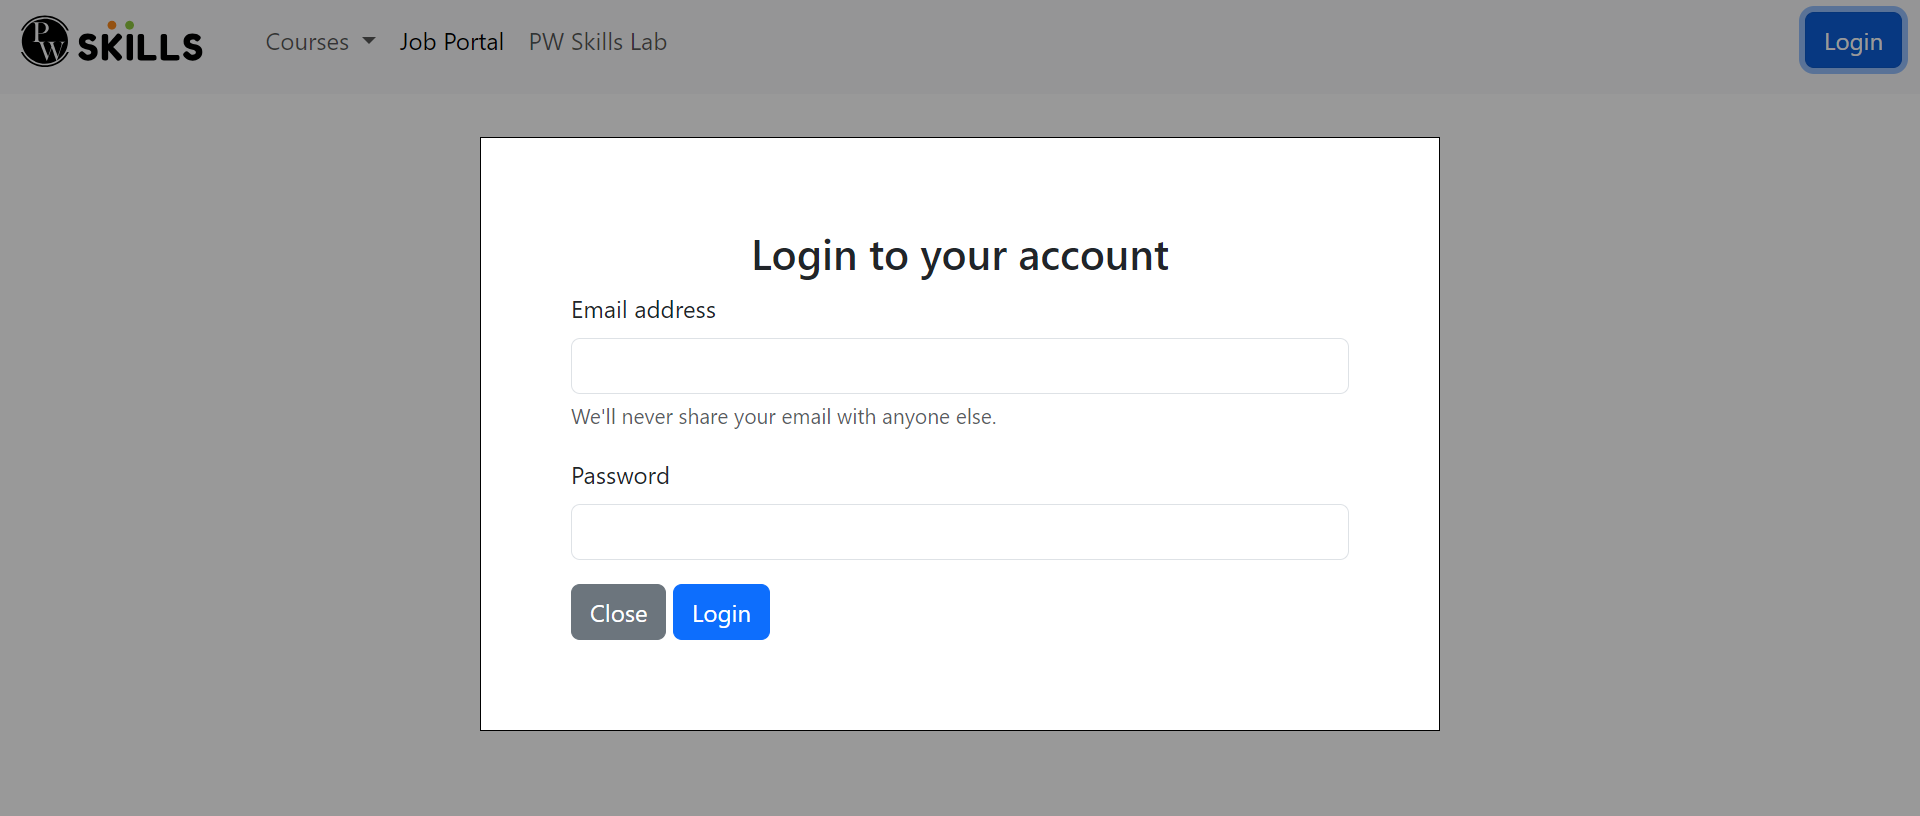 PW SKILLS
Courses
Job Portal
PW Skills Lab
Login
Login to your account
Email address
We'll never share your email with anyone else.
Password
Close
Login